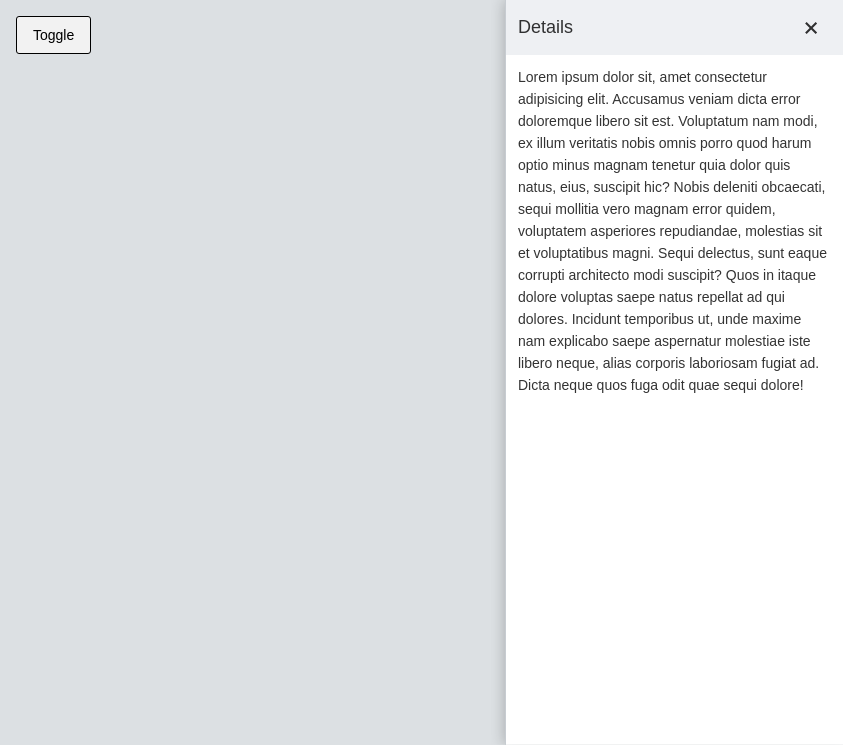 Toggle
Details
Lorem ipsum dolor sit, amet consectetur
adipisicing elit. Accusamus veniam dicta error
doloremque libero sit est. Voluptatum nam modi,
ex illum veritatis nobis omnis porro quod harum
optio minus magnam tenetur quia dolor quis
natus, eius, suscipit hic? Nobis deleniti obcaecati,
sequi mollitia vero magnam error quidem,
voluptatem asperiores repudiandae, molestias sit
et voluptatibus magni. Sequi delectus, sunt eaque
corrupti architecto modi suscipit? Quos in itaque
dolore voluptas saepe natus repellat ad qui
dolores. Incidunt temporibus ut, unde maxime
nam explicabo saepe aspernatur molestiae iste
libero neque, alias corporis laboriosam fugiat ad.
Dicta neque quos fuga odit quae sequi dolore!